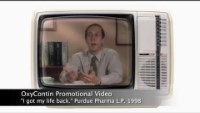 OxyContin Promotional Video
"I got my life back," Purdue Pharma L.P., 1998